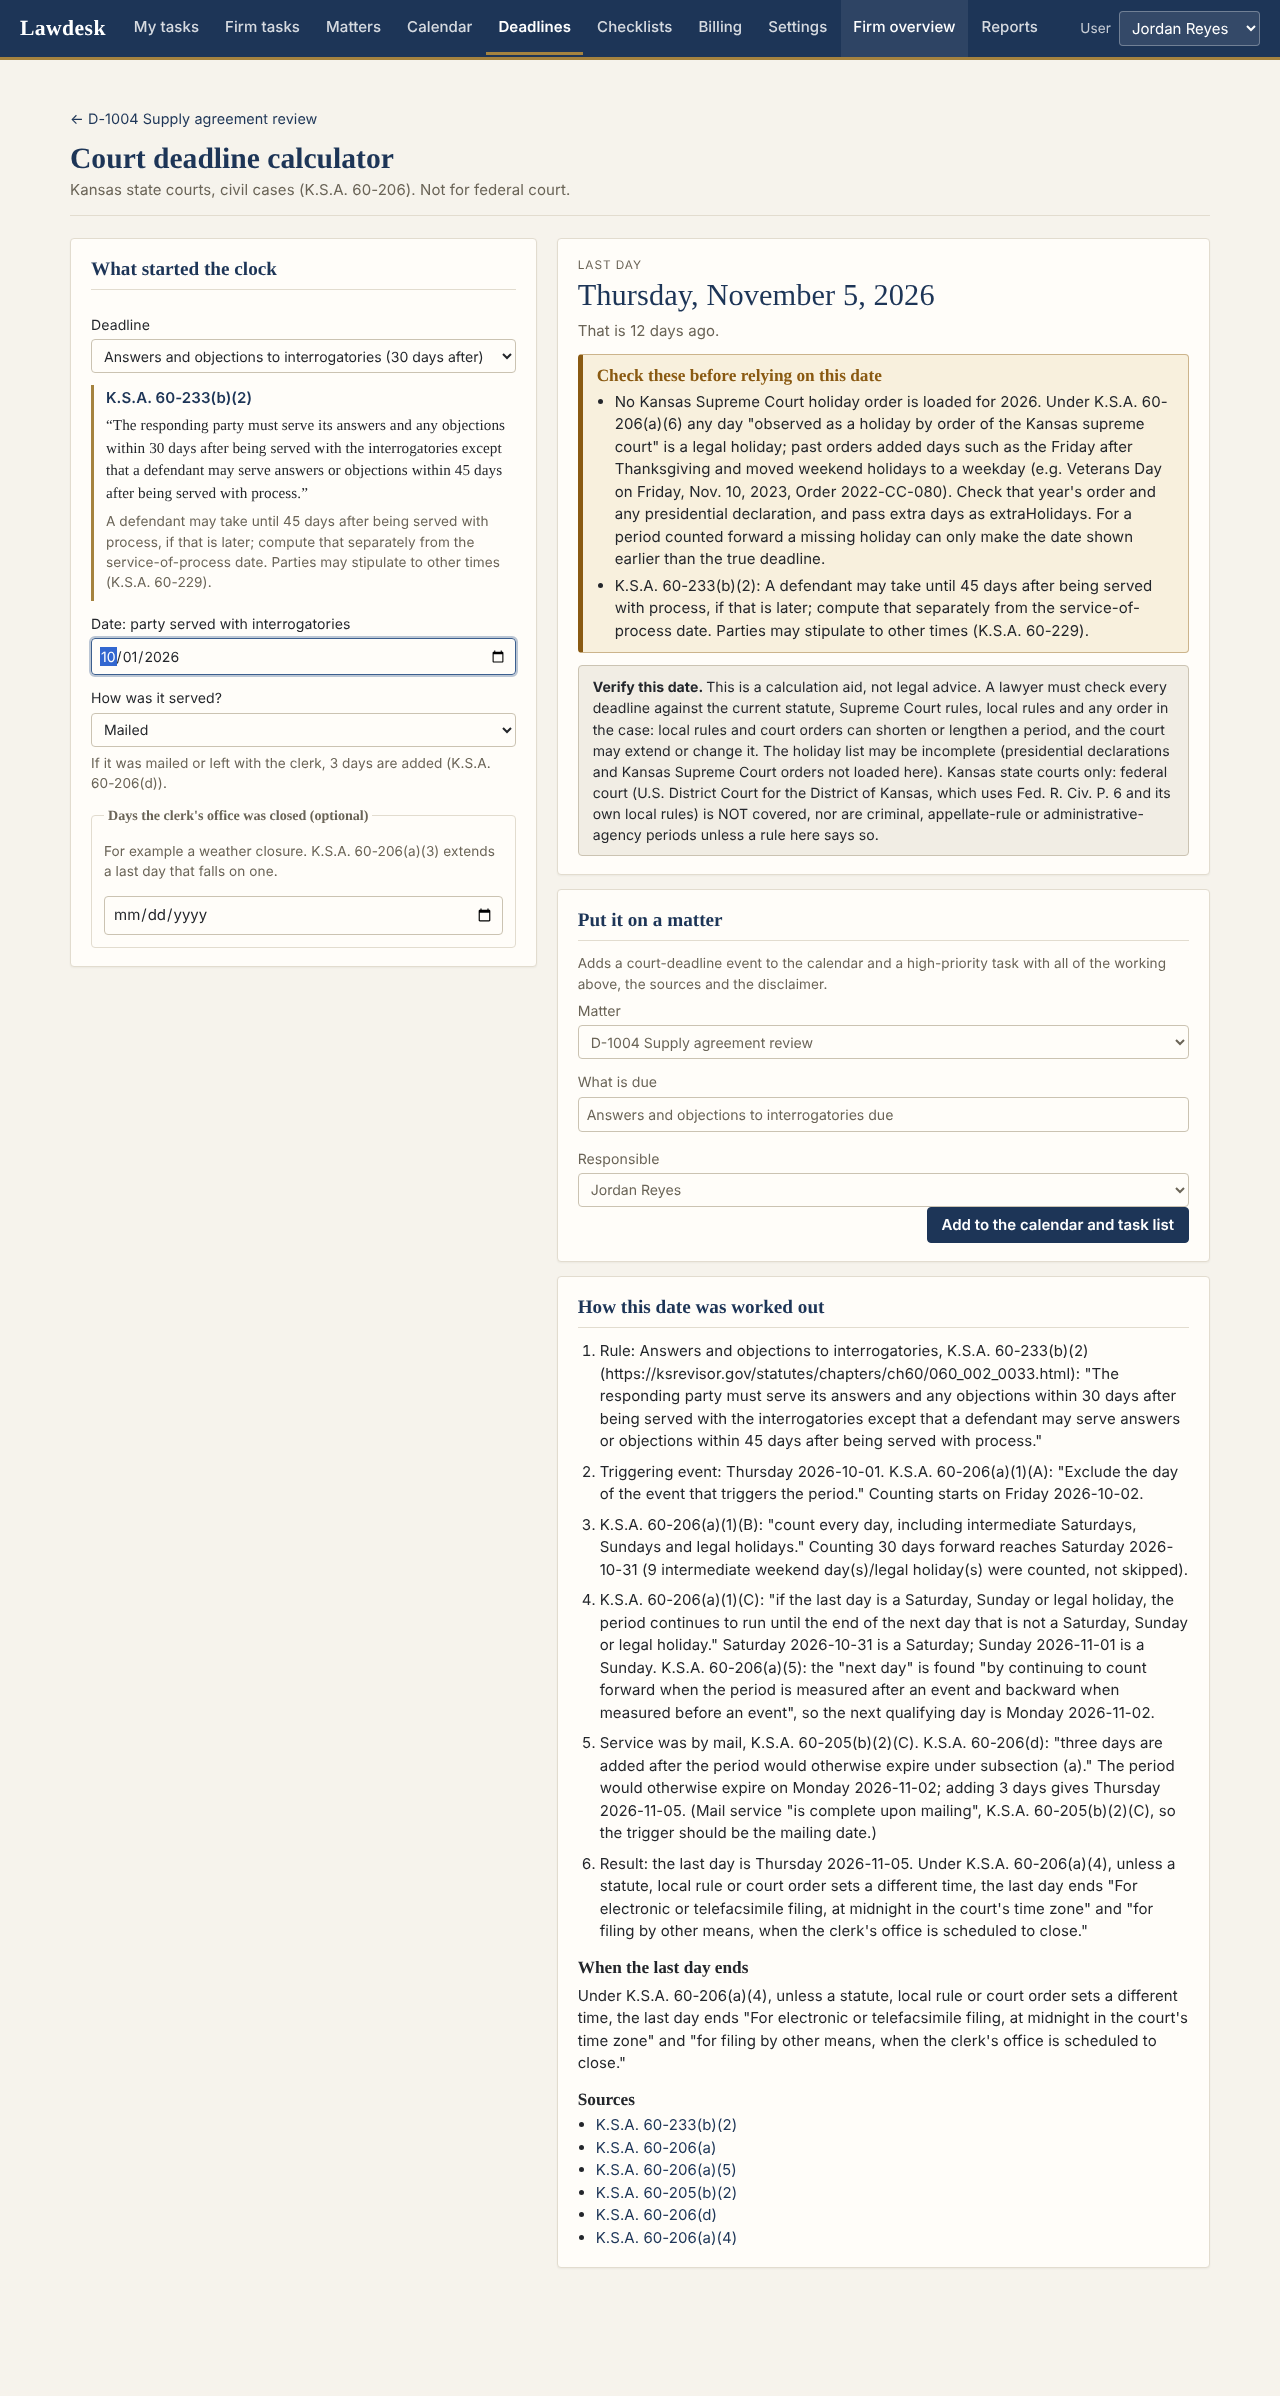 Lawdesk
My tasks
Firm tasks
Matters
Calendar
Deadlines
Checklists
Billing
Settings
Firm overview
Reports
User
Jordan Reyes
← D-1004 Supply agreement review
Court deadline calculator
Kansas state courts, civil cases (K.S.A. 60-206). Not for federal court.
What started the clock
Deadline
Answers and objections to interrogatories (30 days after)
K.S.A. 60-233(b)(2)
“The responding party must serve its answers and any objections
within 30 days after being served with the interrogatories except
that a defendant may serve answers or objections within 45 days
after being served with process.”
A defendant may take until 45 days after being served with
process, if that is later; compute that separately from the
service-of-process date. Parties may stipulate to other times
(K.S.A. 60-229).
Date: party served with interrogatories
10/01/2026
How was it served?
Mailed
If it was mailed or left with the clerk, 3 days are added (K.S.A.
60-206(d)).
Days the clerk's office was closed (optional)
For example a weather closure. K.S.A. 60-206(a)(3) extends
a last day that falls on one.
mm/dd/yyyy
LAST DAY
Thursday, November 5, 2026
That is 12 days ago.
Check these before relying on this date
• No Kansas Supreme Court holiday order is loaded for 2026. Under K.S.A. 60-
206(a)(6) any day "observed as a holiday by order of the Kansas supreme
court" is a legal holiday; past orders added days such as the Friday after
Thanksgiving and moved weekend holidays to a weekday (e.g. Veterans Day
on Friday, Nov. 10, 2023, Order 2022-CC-080). Check that year's order and
any presidential declaration, and pass extra days as extraHolidays. For a
period counted forward a missing holiday can only make the date shown
earlier than the true deadline.
• K.S.A. 60-233(b)(2): A defendant may take until 45 days after being served
with process, if that is later; compute that separately from the service-of-
process date. Parties may stipulate to other times (K.S.A. 60-229).
Verify this date. This is a calculation aid, not legal advice. A lawyer must check every
deadline against the current statute, Supreme Court rules, local rules and any order in
the case: local rules and court orders can shorten or lengthen a period, and the court
may extend or change it. The holiday list may be incomplete (presidential declarations
and Kansas Supreme Court orders not loaded here). Kansas state courts only: federal
court (U.S. District Court for the District of Kansas, which uses Fed. R. Civ. P. 6 and its
own local rules) is NOT covered, nor are criminal, appellate-rule or administrative-
agency periods unless a rule here says so.
Put it on a matter
Adds a court-deadline event to the calendar and a high-priority task with all of the working
above, the sources and the disclaimer.
Matter
D-1004 Supply agreement review
What is due
Answers and objections to interrogatories due
Responsible
Jordan Reyes
Add to the calendar and task list
How this date was worked out
1. Rule: Answers and objections to interrogatories, K.S.A. 60-233(b)(2)
(https://ksrevisor.gov/statutes/chapters/ch60/060_002_0033.html): "The
responding party must serve its answers and any objections within 30 days after
being served with the interrogatories except that a defendant may serve answers
or objections within 45 days after being served with process."
2. Triggering event: Thursday 2026-10-01. K.S.A. 60-206(a)(1)(A): "Exclude the day
of the event that triggers the period." Counting starts on Friday 2026-10-02.
3. K.S.A. 60-206(a)(1)(B): "count every day, including intermediate Saturdays,
Sundays and legal holidays." Counting 30 days forward reaches Saturday 2026-
10-31 (9 intermediate weekend day(s)/legal holiday(s) were counted, not skipped).
4. K.S.A. 60-206(a)(1)(C): "if the last day is a Saturday, Sunday or legal holiday, the
period continues to run until the end of the next day that is not a Saturday, Sunday
or legal holiday." Saturday 2026-10-31 is a Saturday; Sunday 2026-11-01 is a
Sunday. K.S.A. 60-206(a)(5): the "next day" is found "by continuing to count
forward when the period is measured after an event and backward when
measured before an event", so the next qualifying day is Monday 2026-11-02.
5. Service was by mail, K.S.A. 60-205(b)(2)(C). K.S.A. 60-206(d): "three days are
added after the period would otherwise expire under subsection (a)." The period
would otherwise expire on Monday 2026-11-02; adding 3 days gives Thursday
2026-11-05. (Mail service "is complete upon mailing", K.S.A. 60-205(b)(2)(C), so
the trigger should be the mailing date.)
6. Result: the last day is Thursday 2026-11-05. Under K.S.A. 60-206(a)(4), unless a
statute, local rule or court order sets a different time, the last day ends "For
electronic or telefacsimile filing, at midnight in the court's time zone" and "for
filing by other means, when the clerk's office is scheduled to close."
When the last day ends
Under K.S.A. 60-206(a)(4), unless a statute, local rule or court order sets a different
time, the last day ends "For electronic or telefacsimile filing, at midnight in the court's
time zone" and "for filing by other means, when the clerk's office is scheduled to
close."
Sources
• K.S.A. 60-233(b)(2)
• K.S.A. 60-206(a)
• K.S.A. 60-206(a)(5)
• K.S.A. 60-205(b)(2)
• K.S.A. 60-206(d)
• K.S.A. 60-206(a)(4)